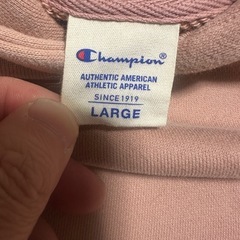 Champion
AUTHENTIC AMERICAN
ATHLETIC APPAREL
SINCE 1919
LARGE